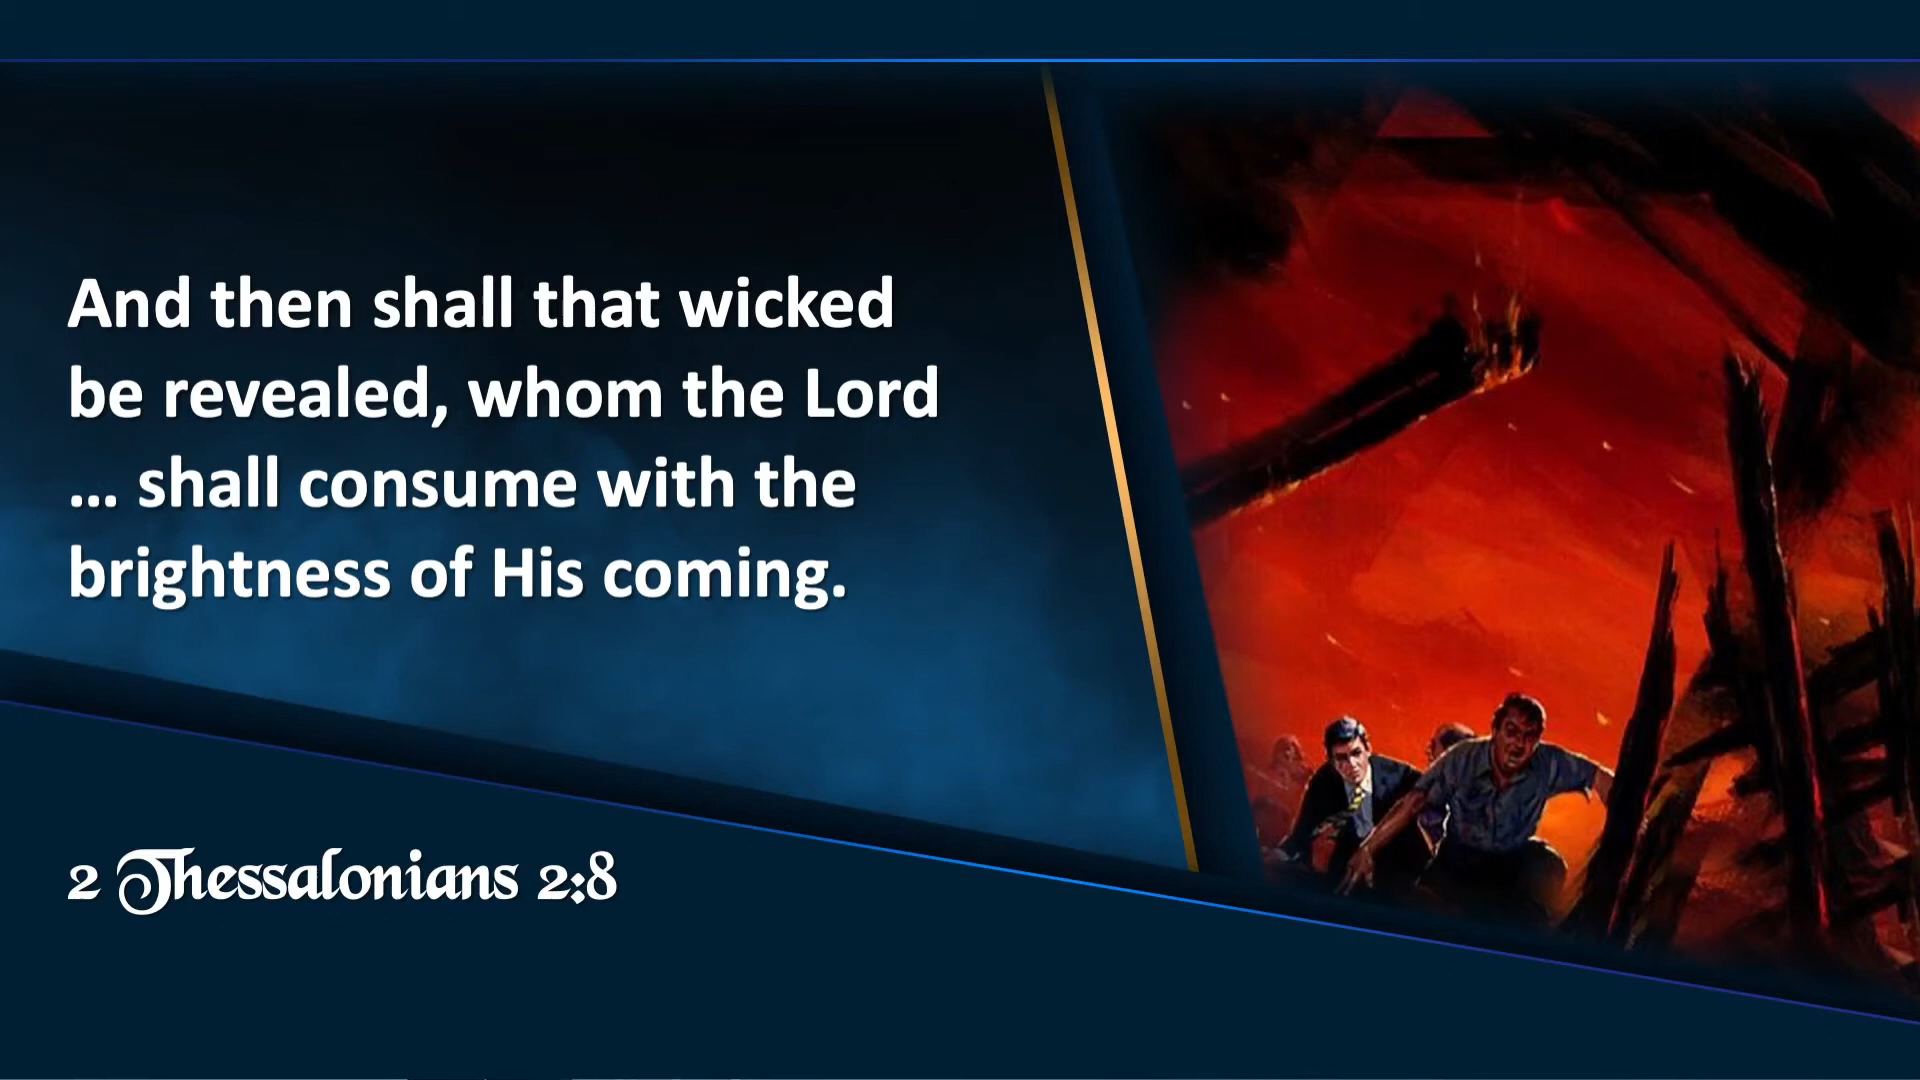 And then shall that wicked
be revealed, whom the Lord
... shall consume with the
brightness of His coming.
2 Thessalonians 2:8